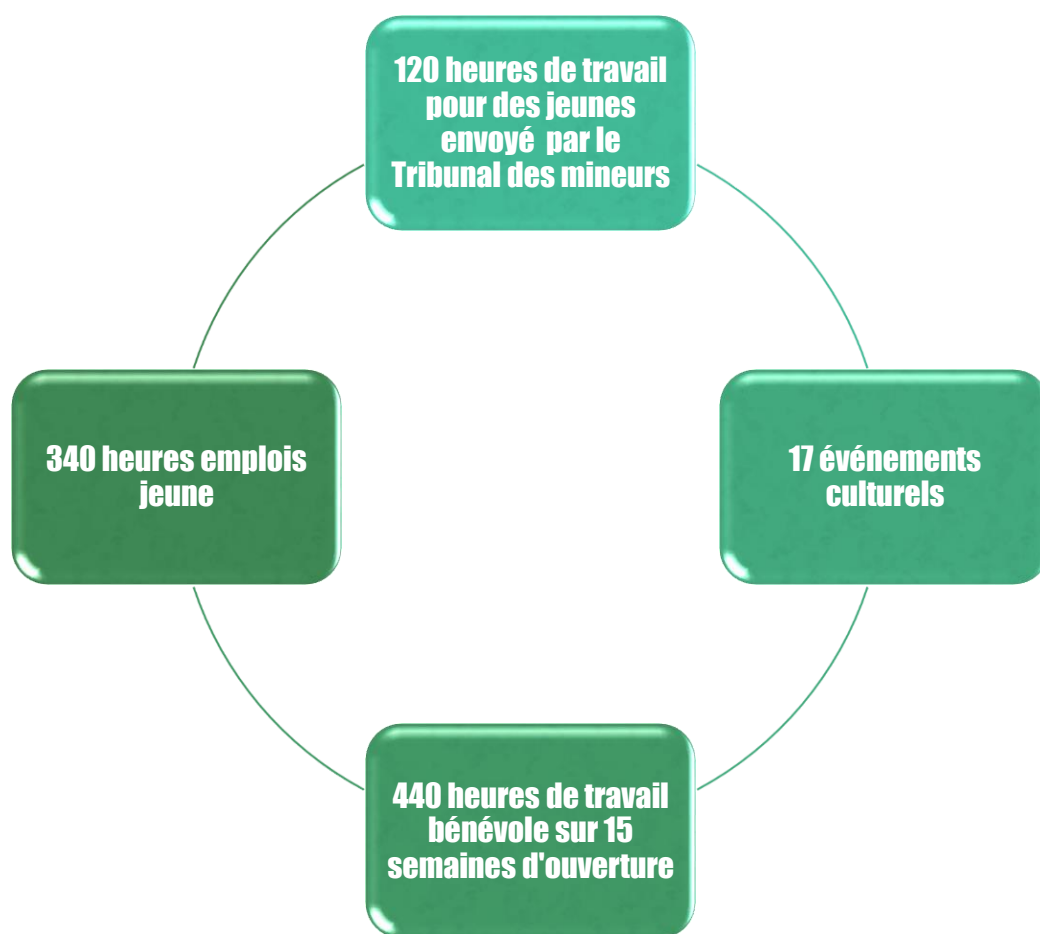 120 heures de travail
pour des jeunes
envoyé par le
Tribunal des mineurs
340 heures emplois
jeune
17 événements
culturels
440 heures de travail
bénévole sur 15
semaines d'ouverture